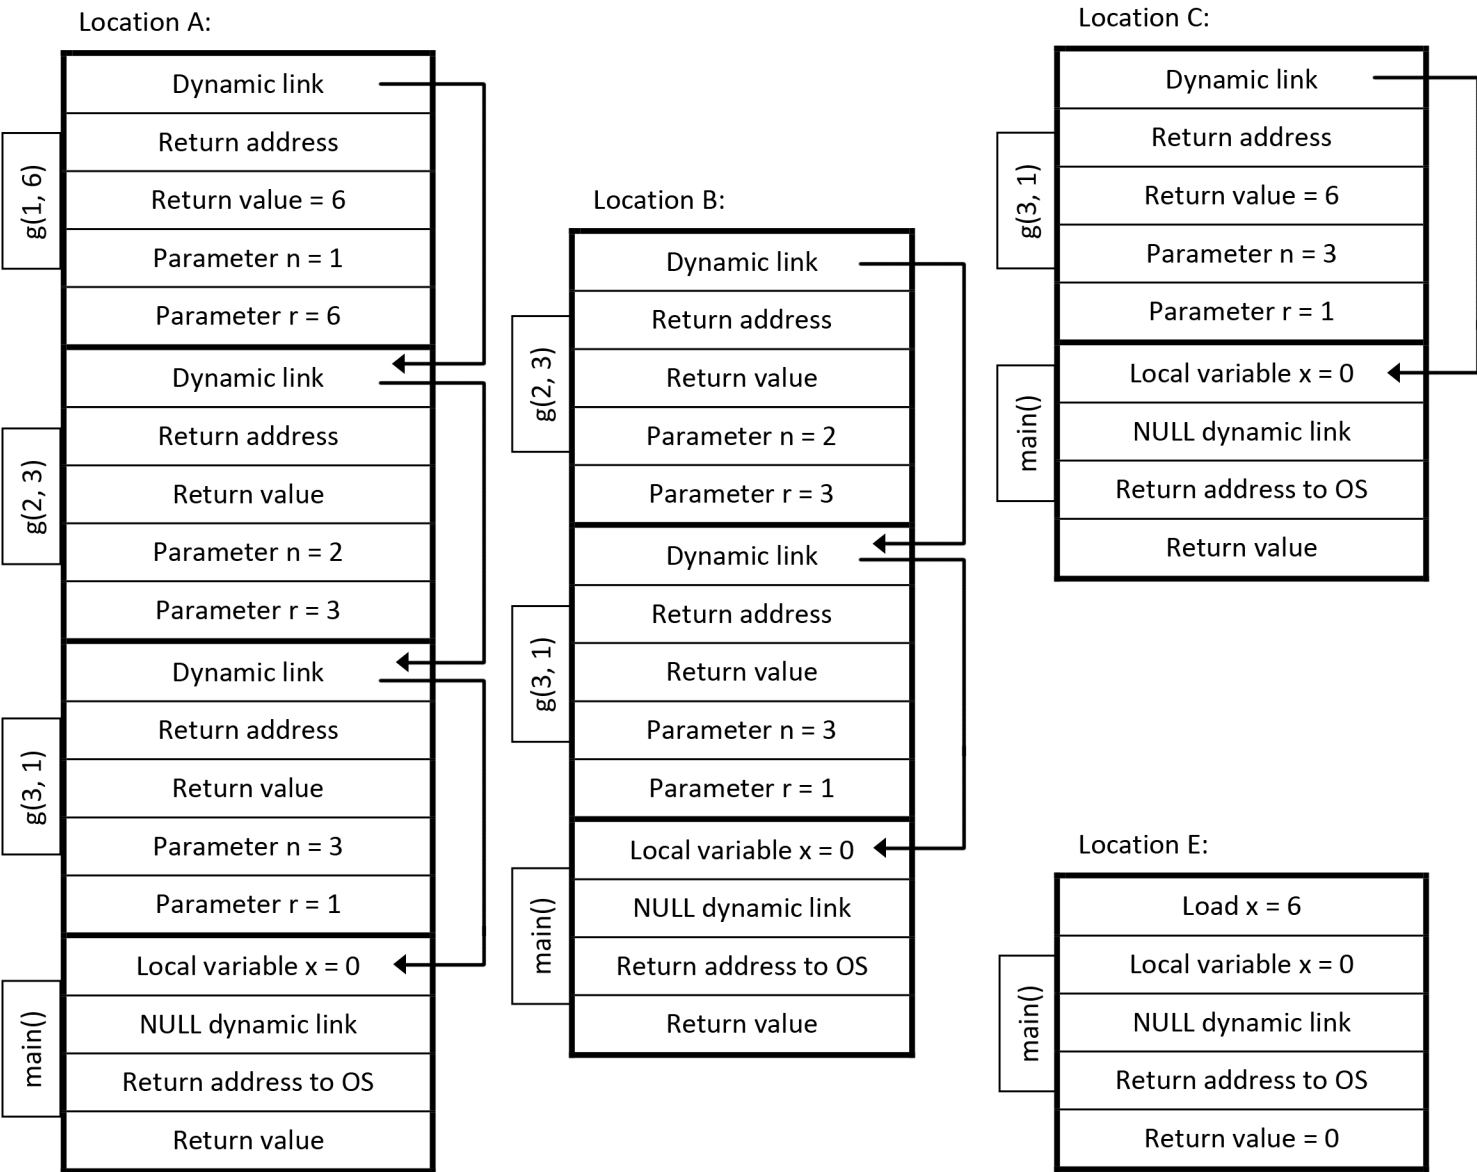 Location A:
g(1, 6)
Dynamic link
Return address
Return value = 6
Parameter n = 1
Parameter r = 6
g(2, 3)
Dynamic link
Return address
Return value
Parameter n = 2
Parameter r = 3
g(3, 1)
Dynamic link
Return address
Return value
Parameter n = 3
Parameter r = 1
main()
Local variable x = 0
NULL dynamic link
Return address to OS
Return value
Location B:
g(2, 3)
Dynamic link
Return address
Return value
Parameter n = 2
Parameter r = 3
g(3, 1)
Dynamic link
Return address
Return value
Parameter n = 3
Parameter r = 1
main()
Local variable x = 0
NULL dynamic link
Return address to OS
Return value
Location C:
g(3, 1)
Dynamic link
Return address
Return value = 6
Parameter n = 3
Parameter r = 1
main()
Local variable x = 0
NULL dynamic link
Return address to OS
Return value
Location E:
main()
Load x = 6
Local variable x = 0
NULL dynamic link
Return address to OS
Return value = 0